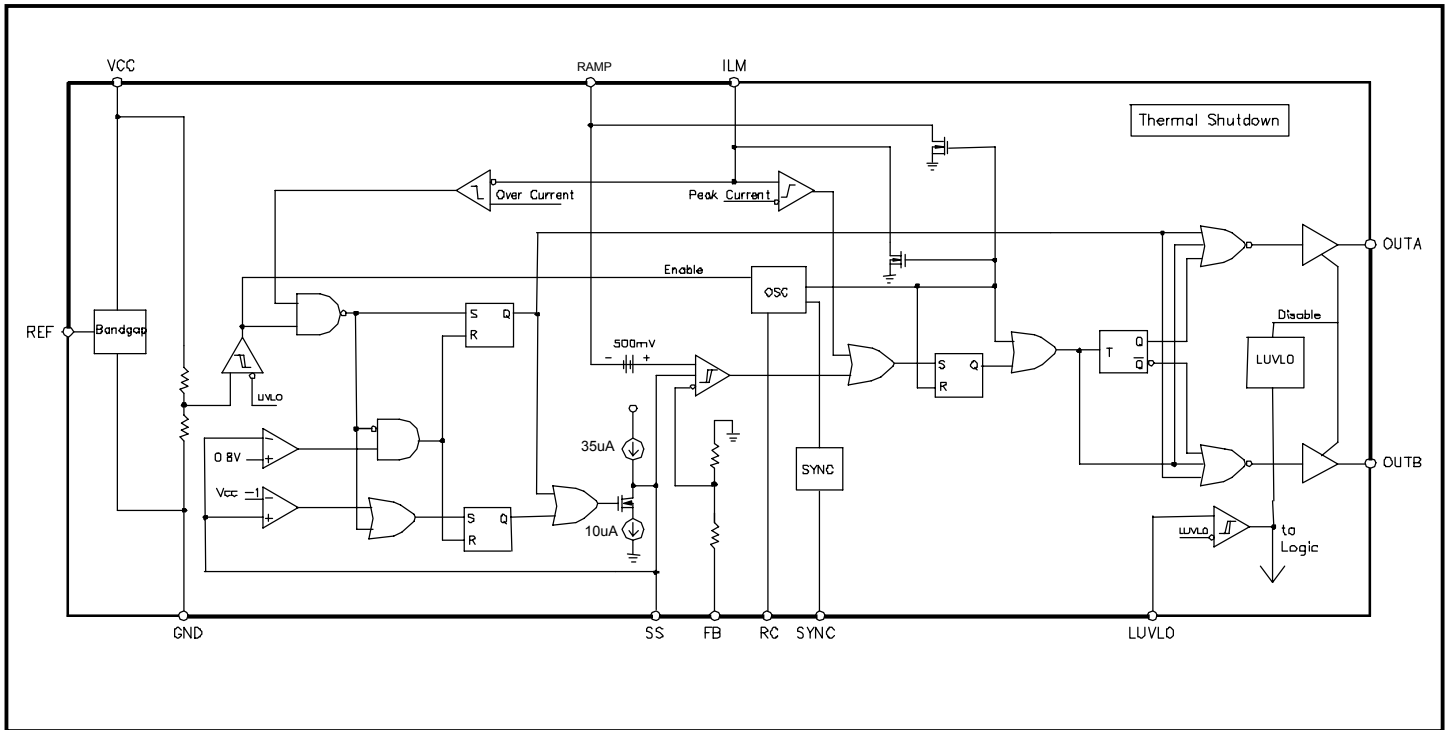 VCC
RAMP
ILM
Thermal Shutdown
Over Current
Peak Current
OUTA
Enable
OSC
Disable
REF
Bandgap
S Q
R
500mV
- +
T Q
Q
LUVLO
S Q
R
UVLO
35uA
0.8V
- +
SYNC
OUTB
Vcc -1
- +
S Q
R
10uA
LUVLO
to
Logic
GND
SS
FB
RC
SYNC
LUVLO